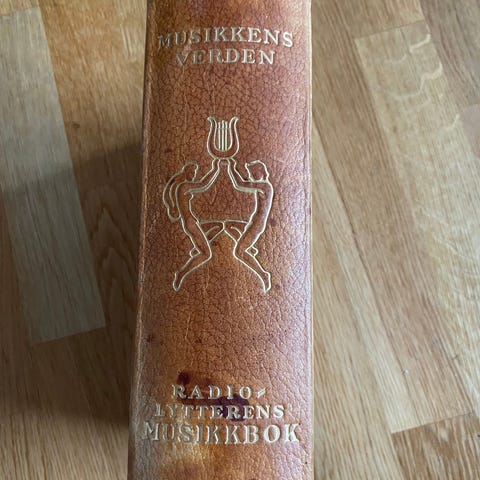 MUSIKKENS
VERDEN
RADIO-
LYTTERENS
MUSIKKBOK